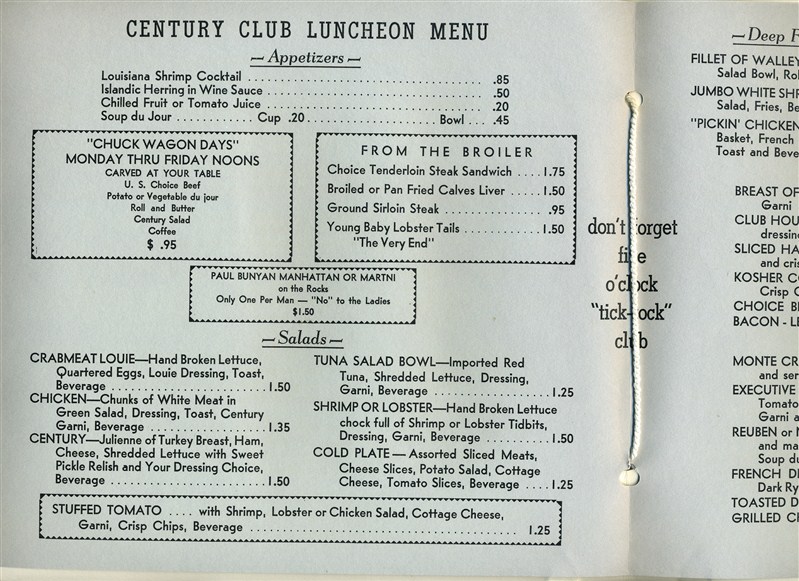 CENTURY CLUB LUNCHEON MENU
Appetizers
Louisiana Shrimp Cocktail .85
Islandic Herring in Wine Sauce .50
Chilled Fruit or Tomato Juice .20
Soup du Jour Cup .20 Bowl .45
"CHUCK WAGON DAYS"
MONDAY THRU FRIDAY NOONS
CARVED AT YOUR TABLE
U. S. Choice Beef
Potato or Vegetable du jour
Roll and Butter
Century Salad
Coffee
$ .95
FROM THE BROILER
Choice Tenderloin Steak Sandwich 1.75
Broiled or Pan Fried Calves Liver 1.50
Ground Sirloin Steak .95
Young Baby Lobster Tails 1.50
"The Very End"
PAUL BUNYAN MANHATTAN OR MARTNI
on the Rocks
Only One Per Man — "No" to the Ladies
$1.50
Salads
CRABMEAT LOUIE—Hand Broken Lettuce,
Quartered Eggs, Louie Dressing, Toast,
Beverage 1.50
CHICKEN—Chunks of White Meat in
Green Salad, Dressing, Toast, Century
Garni, Beverage 1.35
CENTURY—Julienne of Turkey Breast, Ham,
Cheese, Shredded Lettuce with Sweet
Pickle Relish and Your Dressing Choice,
Beverage 1.50
TUNA SALAD BOWL—Imported Red
Tuna, Shredded Lettuce, Dressing,
Garni, Beverage 1.25
SHRIMP OR LOBSTER—Hand Broken Lettuce
chock full of Shrimp or Lobster Tidbits,
Dressing, Garni, Beverage 1.50
COLD PLATE—Assorted Sliced Meats,
Cheese Slices, Potato Salad, Cottage
Cheese, Tomato Slices, Beverage 1.25
STUFFED TOMATO .... with Shrimp, Lobster or Chicken Salad, Cottage Cheese,
Garni, Crisp Chips, Beverage 1.25
don't forget
five
o'clock
"tick-tock"
club
Deep
FILLET OF
Salad Bowl,
JUMBO WHITE
Salad, Fries,
"PICKIN' CHICKEN
Basket, French
Toast and
BREAST OF
Garni
CLUB
SLICED
and
KOSHER
Crisp
CHOICE
BACON -
MONTE
and
EXECUTIVE
Tomato
Garni
REUBEN or
and
Soup
FRENCH
Dark
TOASTED
GRILLED